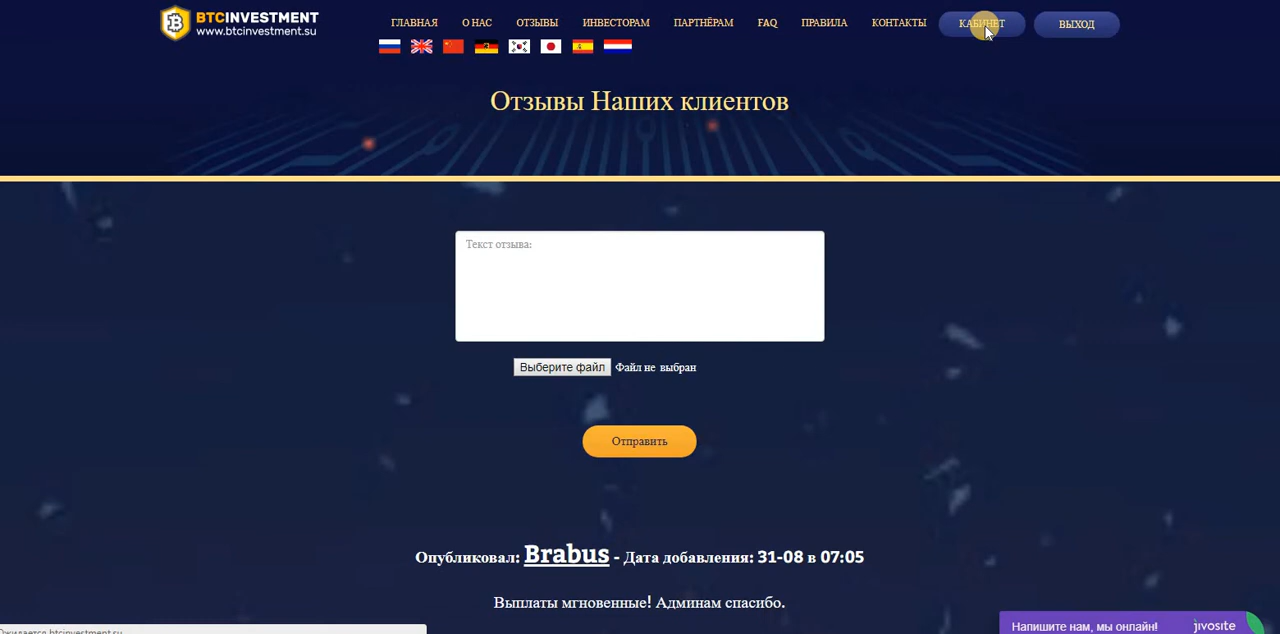 BTCINVESTMENT
www.btcinvestment.su
ГЛАВНАЯ О НАС ОТЗЫВЫ ИНВЕСТОРАМ ПАРТНЁРАМ FAQ ПРАВИЛА КОНТАКТЫ КАБИНЕТ ВЫХОД
Отзывы Наших клиентов
Текст отзыва:
Выберите файл Файл не выбран
Отправить
Опубликовал: Brabus - Дата добавления: 31-08 в 07:05
Выплаты мгновенные! Админам спасибо.
Напишите нам, мы онлайн! jivosite